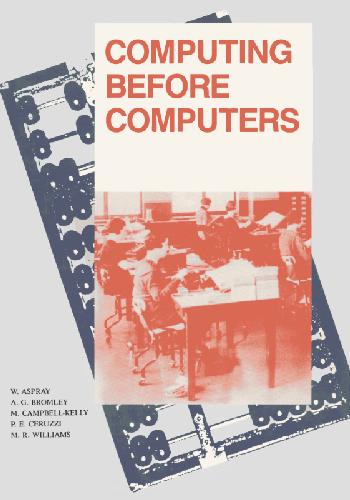 COMPUTING
BEFORE
COMPUTERS
W. ASPRAY
A. G. BROMLEY
M. CAMPBELL-KELLY
P. E. CERUZZI
M. R. WILLIAMS